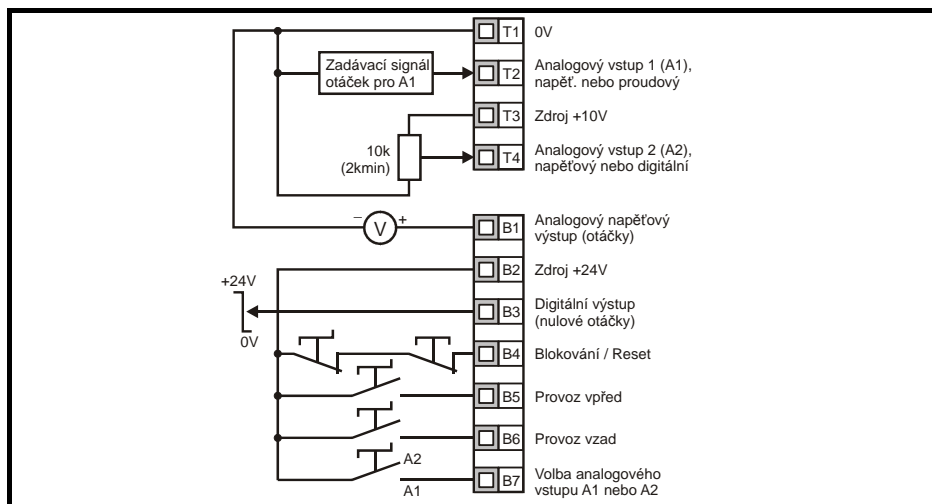 T1 0V
Zadávací signál
otáček pro A1
T2 Analogový vstup 1 (A1),
napěť. nebo proudový
T3 Zdroj +10V
10k
(2kmin)
T4 Analogový vstup 2 (A2),
napěťový nebo digitální
− V +
B1 Analogový napěťový
výstup (otáčky)
B2 Zdroj +24V
+24V
0V
B3 Digitální výstup
(nulové otáčky)
B4 Blokování / Reset
B5 Provoz vpřed
B6 Provoz vzad
A2
A1
B7 Volba analogového
vstupu A1 nebo A2